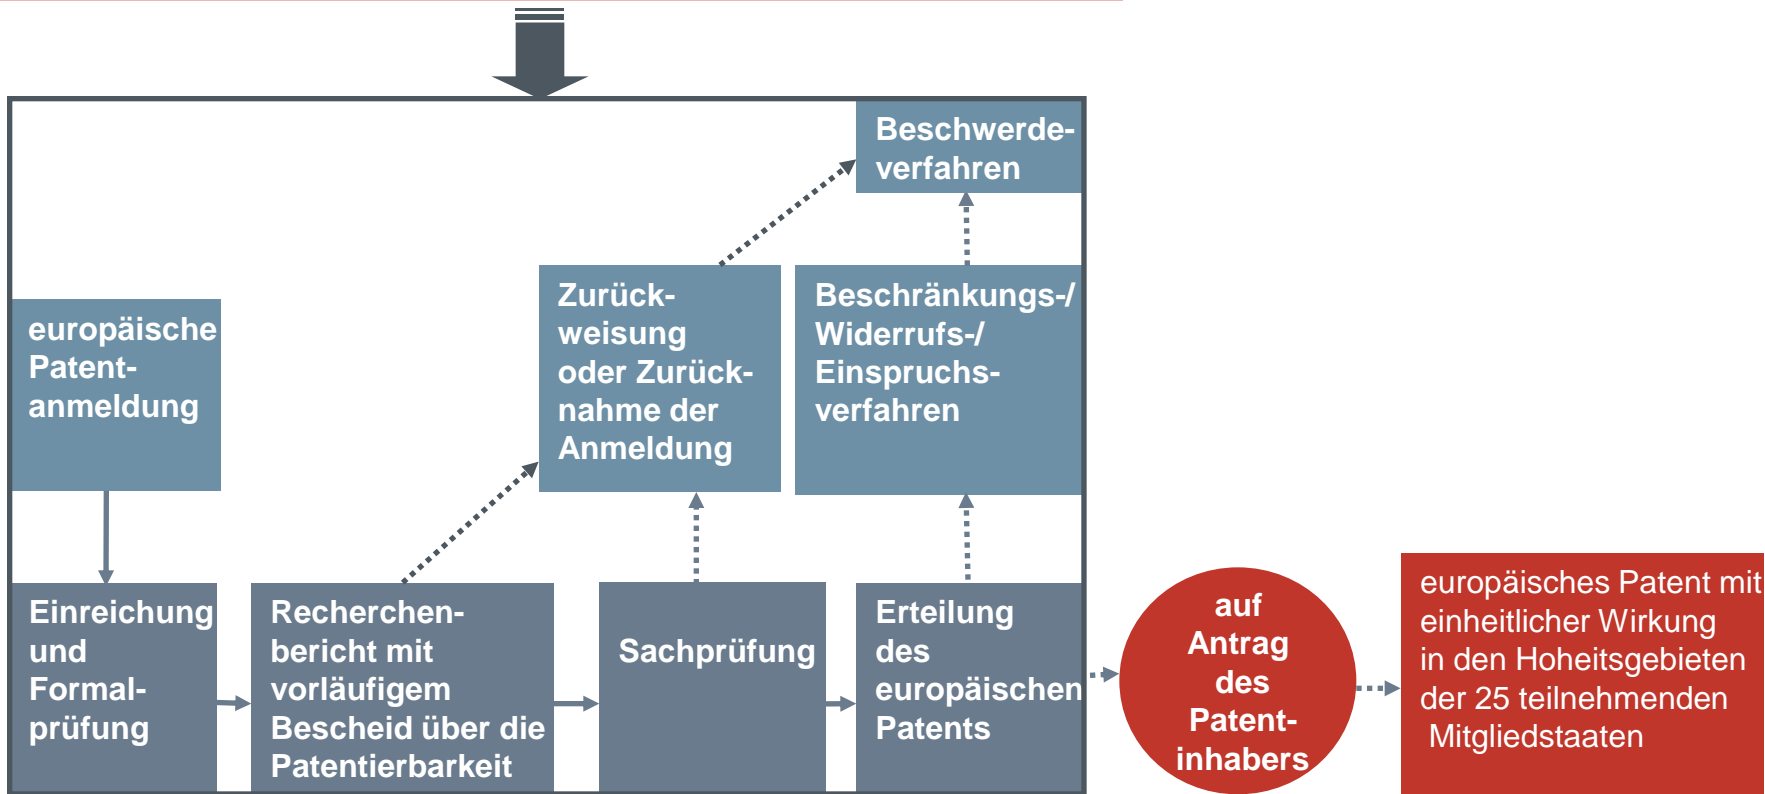 Beschwerde-
verfahren
Zurück-
weisung
oder Zurück-
nahme der
Anmeldung
Beschränkungs-/
Widerrufs-/
Einspruchs-
verfahren
europäische
Patent-
anmeldung
Einreichung
und
Formal-
prüfung
Recherchen-
bericht mit
vorläufigem
Bescheid über die
Patentierbarkeit
Sachprüfung
Erteilung
des
europäischen
Patents
auf
Antrag
des
Patent-
inhabers
europäisches Patent mit
einheitlicher Wirkung
in den Hoheitsgebieten
der 25 teilnehmenden
Mitgliedstaaten